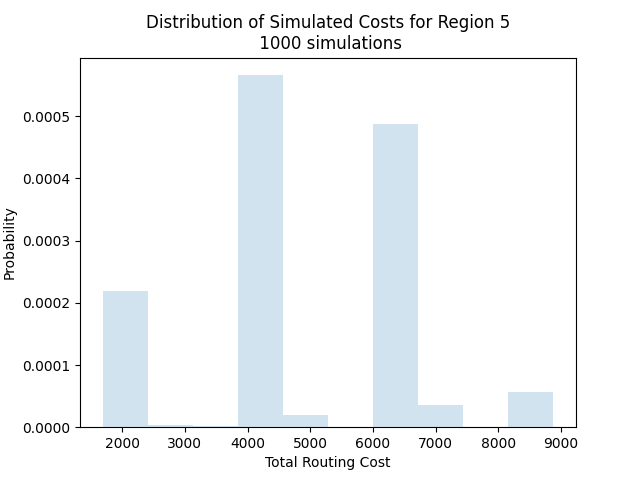 Distribution of Simulated Costs for Region 5
1000 simulations
0.0005
0.0004
0.0003
0.0002
0.0001
0.0000
Probability
2000 3000 4000 5000 6000 7000 8000 9000
Total Routing Cost